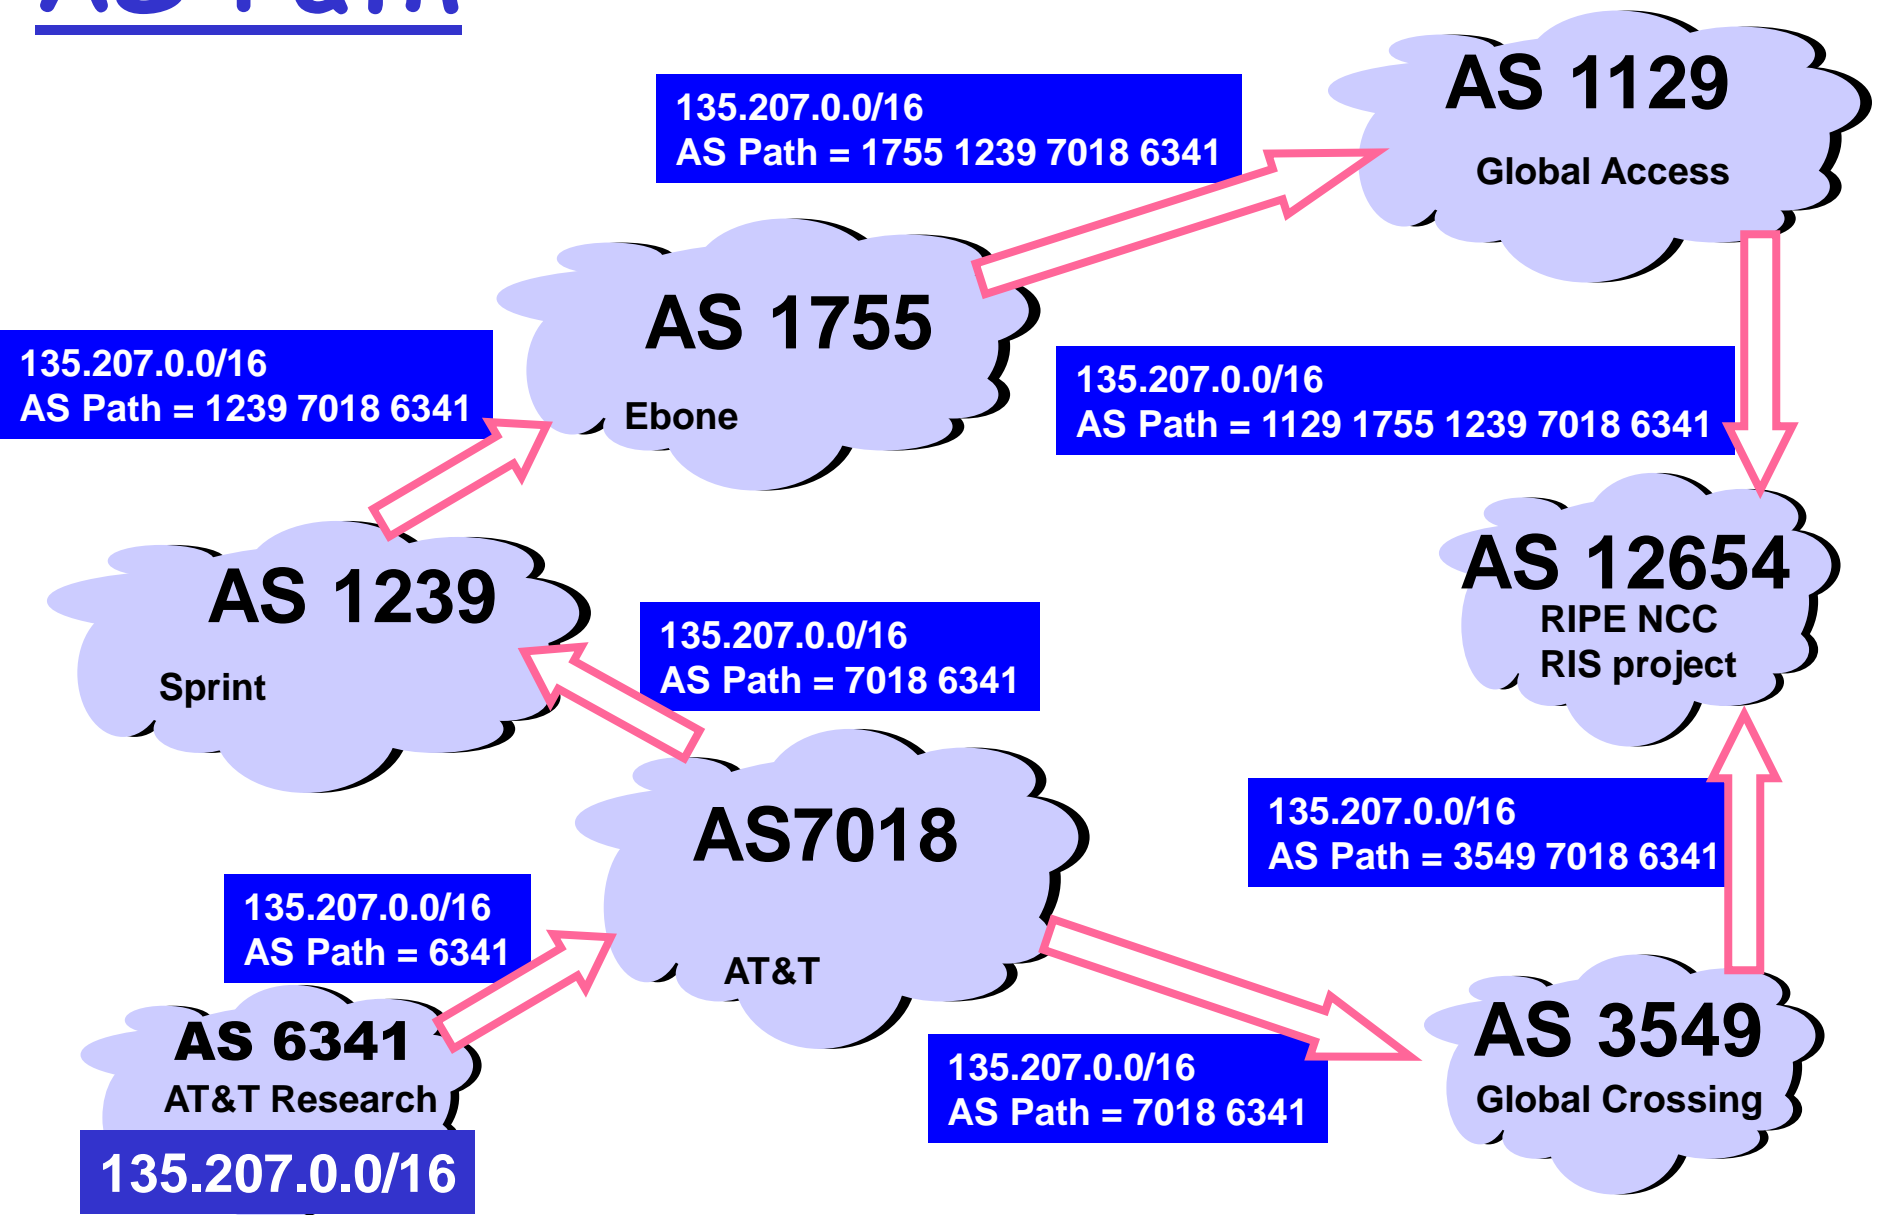 AS Path
AS 1129
Global Access
135.207.0.0/16
AS Path = 1755 1239 7018 6341
AS 1755
Ebone
135.207.0.0/16
AS Path = 1239 7018 6341
135.207.0.0/16
AS Path = 1129 1755 1239 7018 6341
AS 12654
RIPE NCC
RIS project
AS 1239
Sprint
135.207.0.0/16
AS Path = 7018 6341
AS7018
AT&T
135.207.0.0/16
AS Path = 3549 7018 6341
135.207.0.0/16
AS Path = 6341
AS 6341
AT&T Research
135.207.0.0/16
135.207.0.0/16
AS Path = 7018 6341
AS 3549
Global Crossing